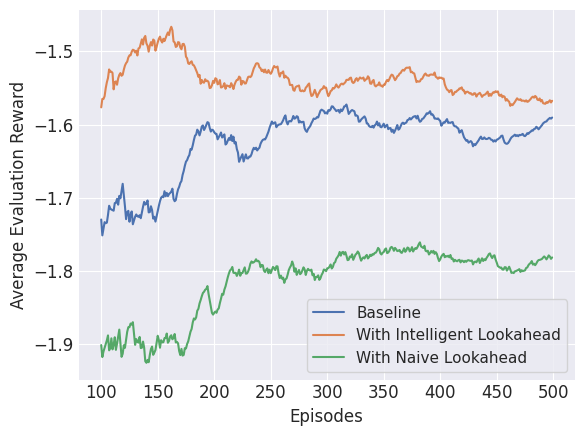 −1.5
−1.6
−1.7
−1.8
−1.9
Average Evaluation Reward
100 150 200 250 300 350 400 450 500
Episodes
Baseline
With Intelligent Lookahead
With Naive Lookahead